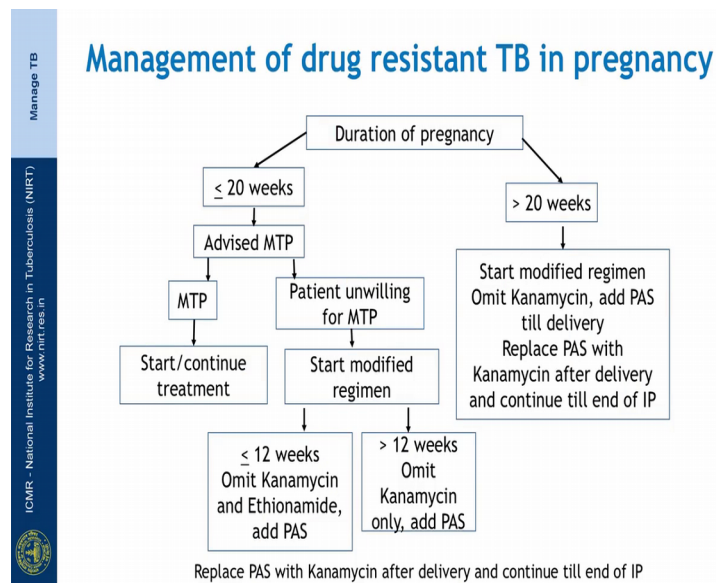 Manage TB
ICMR - National Institute for Research in Tuberculosis (NIRT)
www.nirt.res.in
Management of drug resistant TB in pregnancy
Duration of pregnancy
≤ 20 weeks
> 20 weeks
Advised MTP
MTP
Patient unwilling
for MTP
Start/continue
treatment
Start modified
regimen
Start modified regimen
Omit Kanamycin, add PAS
till delivery
Replace PAS with
Kanamycin after delivery
and continue till end of IP
≤ 12 weeks
Omit Kanamycin
and Ethionamide,
add PAS
> 12 weeks
Omit
Kanamycin
only, add PAS
Replace PAS with Kanamycin after delivery and continue till end of IP